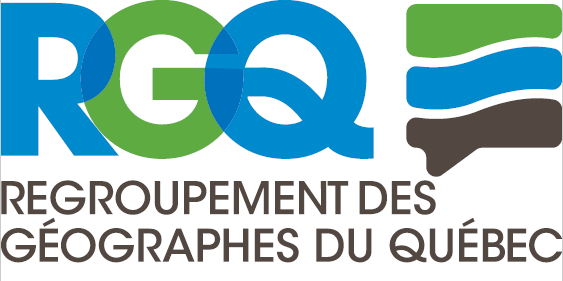 RGQ
REGROUPEMENT DES
GÉOGRAPHES DU QUÉBEC